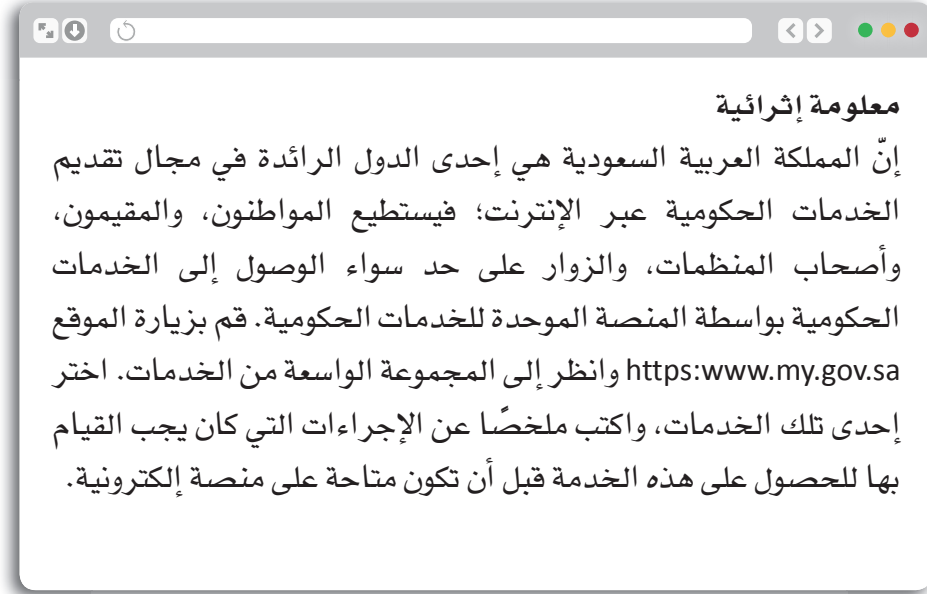 معلومة إثرائية
إنّ المملكة العربية السعودية هي إحدى الدول الرائدة في مجال تقديم
الخدمات الحكومية عبر الإنترنت؛ فيستطيع المواطنون، والمقيمون،
وأصحاب المنظمات، والزوار على حد سواء الوصول إلى الخدمات
الحكومية بواسطة المنصة الموحدة للخدمات الحكومية. قم بزيارة الموقع
https:www.my.gov.sa وانظر إلى المجموعة الواسعة من الخدمات. اختر
إحدى تلك الخدمات، واكتب ملخصًا عن الإجراءات التي كان يجب القيام
بها للحصول على هذه الخدمة قبل أن تكون متاحة على منصة إلكترونية.